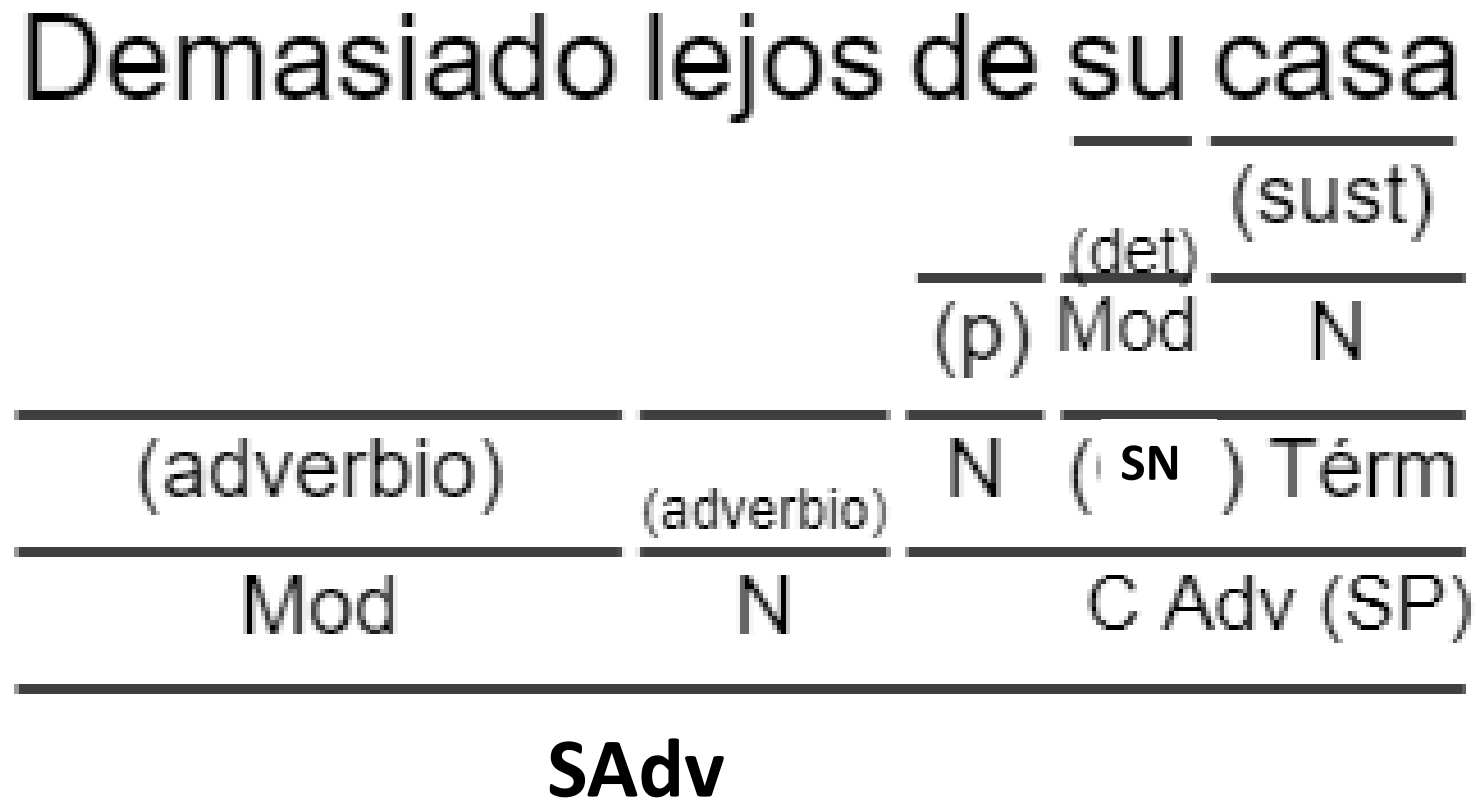 Demasiado lejos de su casa
(sust)
(det)
(p) Mod N
(adverbio) (adverbio) N ( SN ) Térm
Mod N C Adv (SP)
SAdv